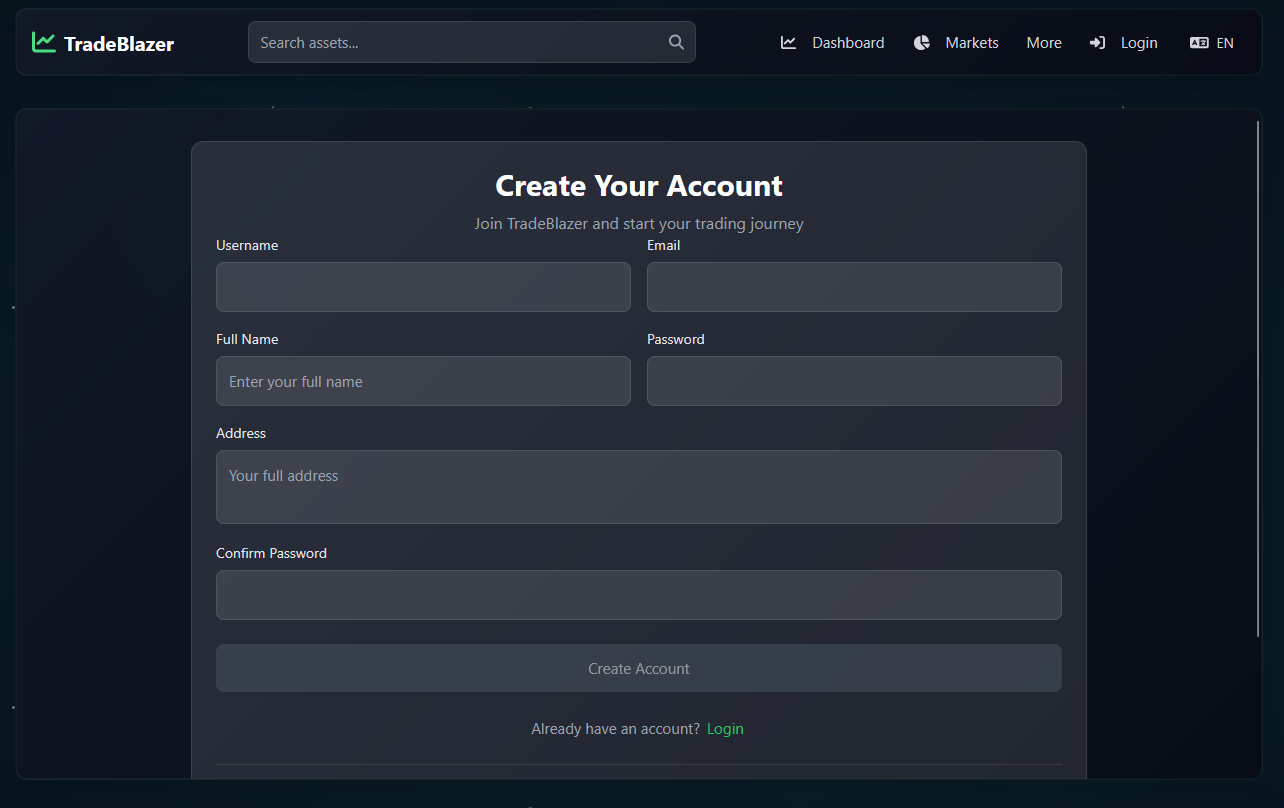 TradeBlazer
Search assets...
Dashboard
Markets
More
Login
EN
Create Your Account
Join TradeBlazer and start your trading journey
Username
Email
Full Name
Password
Enter your full name
Address
Your full address
Confirm Password
Create Account
Already have an account? Login